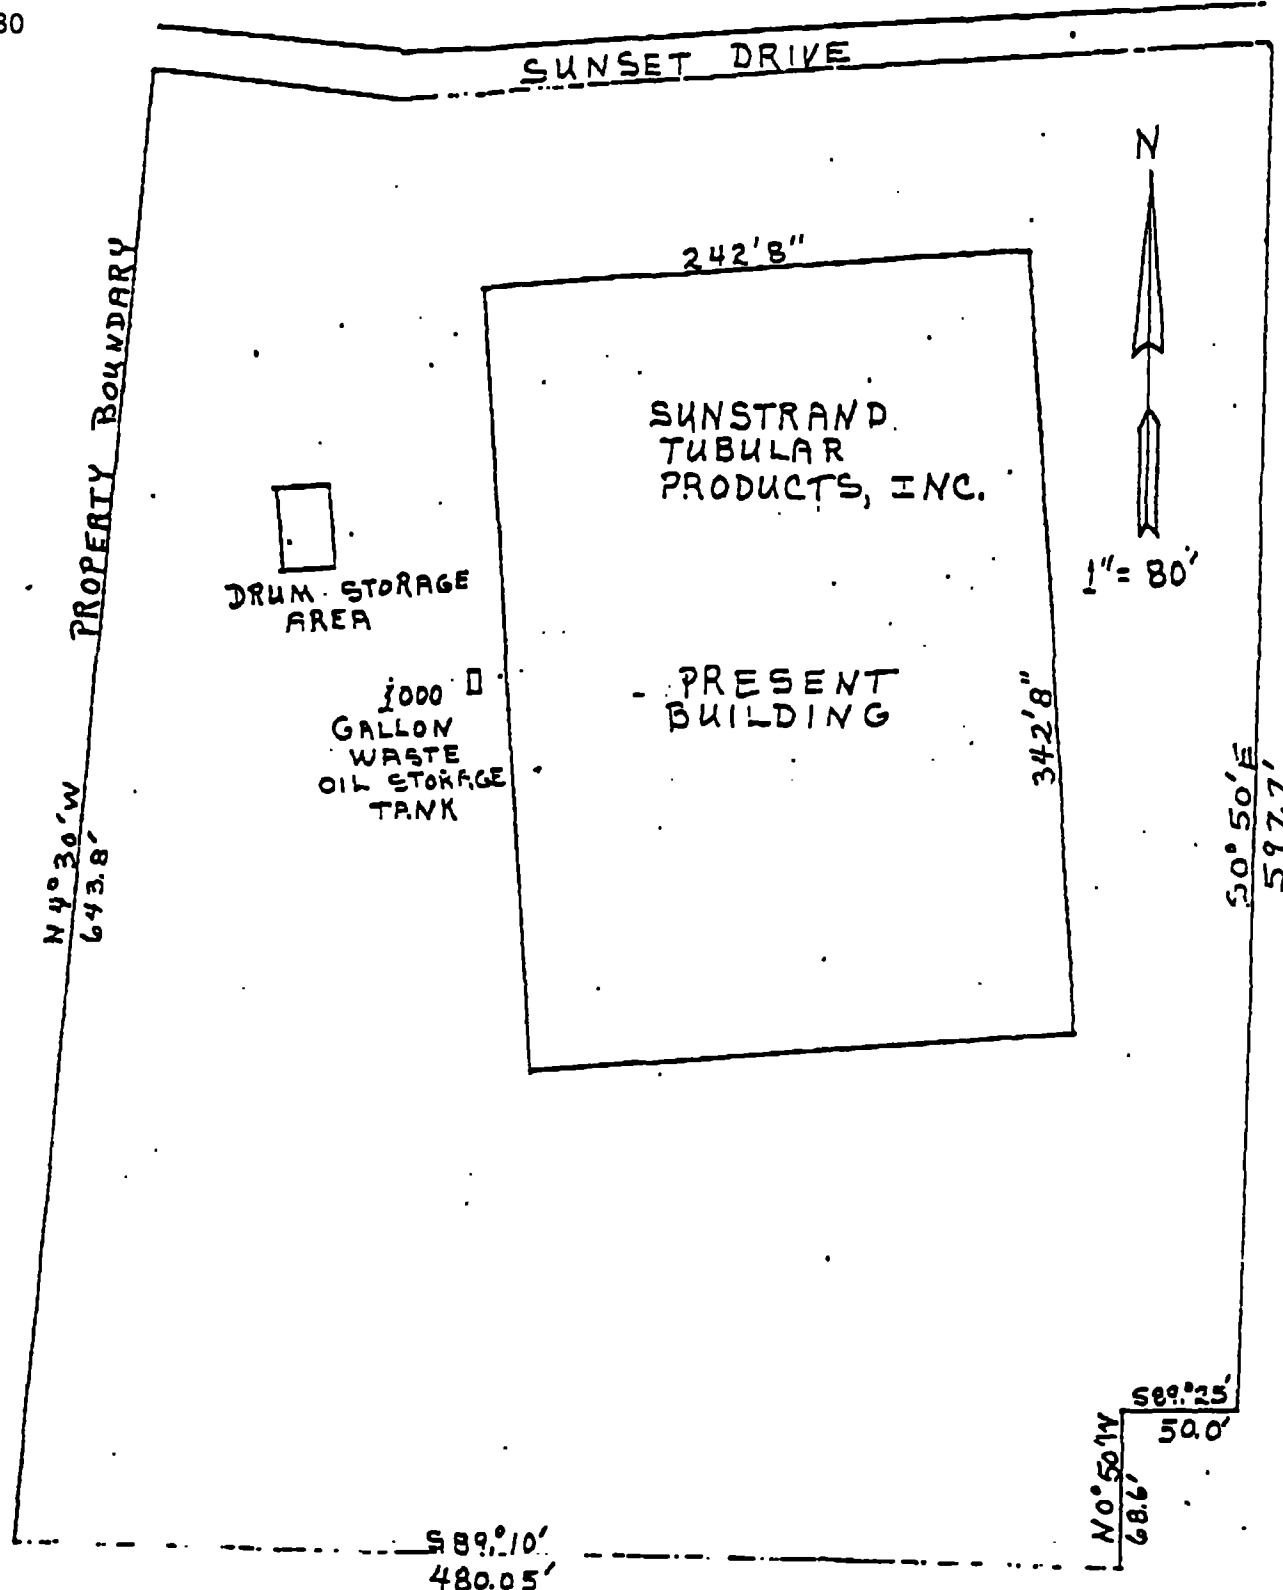 30
SUNSET DRIVE
N
242'8"
PROPERTY BOUNDARY
SUNSTRAND
TUBULAR
PRODUCTS, INC.
1"= 80'
DRUM STORAGE
AREA
1000
GALLON
WASTE
OIL STORAGE
TANK
PRESENT
BUILDING
342'8"
N 4° 30' W
643.8'
S0° 50' E
597.7'
S89° 25'
50.0'
N0° 50' W
68.6'
S89° 10'
480.05'